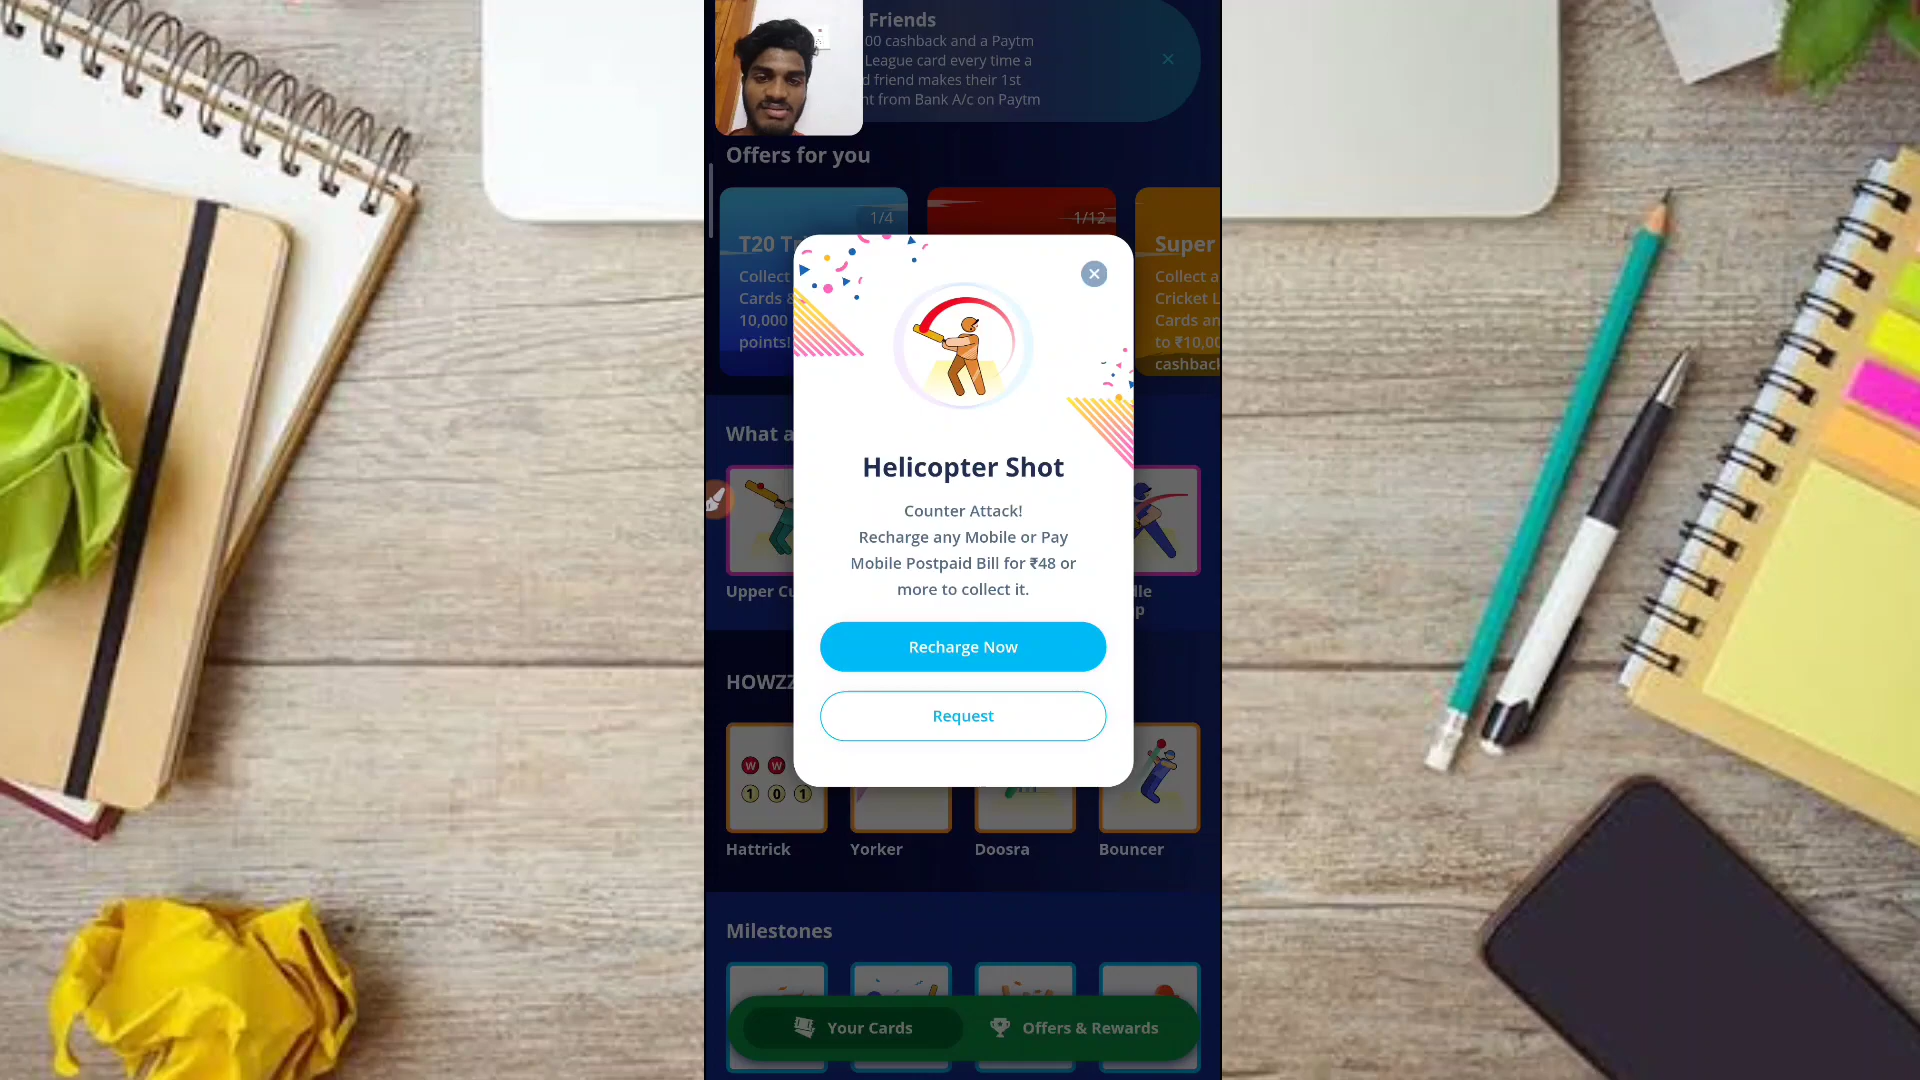 Friends
00 cashback and a Paytm
League card every time a
d friend makes their 1st
nt from Bank A/c on Paytm
Offers for you
1/4
1/12
T20 Tr
Super
Collect
Cards &
10,000
points!
Collect a
Cricket L
Cards an
to ₹10,00
cashback
Helicopter Shot
Counter Attack!
Recharge any Mobile or Pay
Mobile Postpaid Bill for ₹48 or
more to collect it.
Recharge Now
Request
What a
Upper Cu
HOWZZ
W W
1 0 1
Hattrick
Yorker
Doosra
Bouncer
Milestones
Your Cards
Offers & Rewards